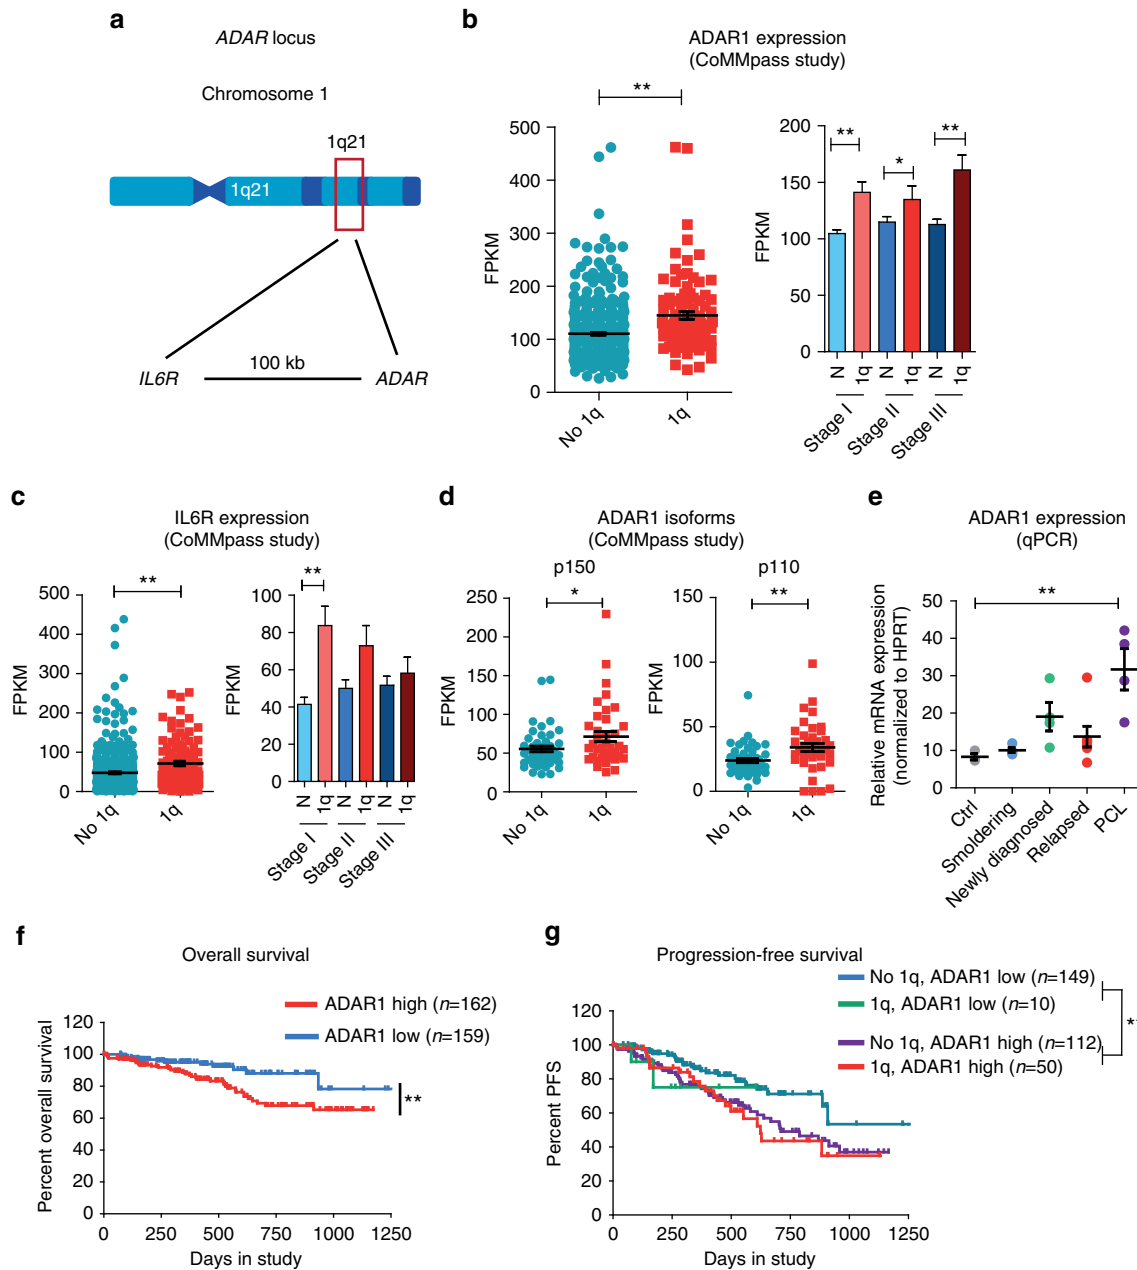 a
ADAR locus
Chromosome 1
1q21
1q21
IL6R
100 kb
ADAR
b
ADAR1 expression
(CoMMpass study)
**
500
400
300
200
100
0
FPKM
No 1q
1q
200
150
100
50
0
FPKM
**
*
**
N
1q
N
1q
N
1q
Stage I
Stage II
Stage III
c
IL6R expression
(CoMMpass study)
**
500
400
300
200
100
0
FPKM
No 1q
1q
100
80
60
40
20
0
FPKM
**
N
1q
N
1q
N
1q
Stage I
Stage II
Stage III
d
ADAR1 isoforms
(CoMMpass study)
p150
*
250
200
150
100
50
0
FPKM
No 1q
1q
p110
**
150
100
50
0
FPKM
No 1q
1q
e
ADAR1 expression
(qPCR)
**
50
40
30
20
10
0
Relative mRNA expression
(normalized to HPRT)
Ctrl
Smoldering
Newly diagnosed
Relapsed
PCL
f
Overall survival
ADAR1 high (n=162)
ADAR1 low (n=159)
120
100
80
60
40
20
0
Percent overall survival
**
0
250
500
750
1000
1250
Days in study
g
Progression-free survival
No 1q, ADAR1 low (n=149)
1q, ADAR1 low (n=10)
No 1q, ADAR1 high (n=112)
1q, ADAR1 high (n=50)
120
100
80
60
40
20
0
Percent PFS
0
250
500
750
1000
1250
Days in study